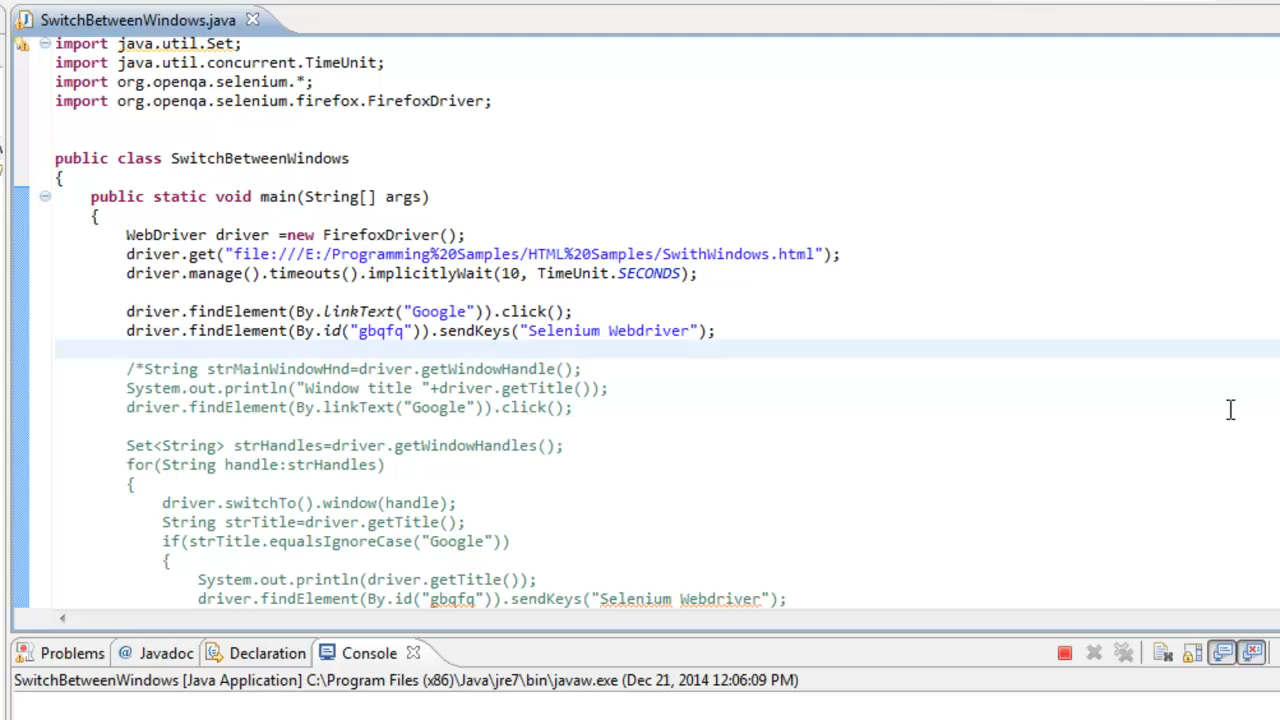 SwitchBetweenWindows.java
import java.util.Set;
import java.util.concurrent.TimeUnit;
import org.openqa.selenium.*;
import org.openqa.selenium.firefox.FirefoxDriver;
public class SwitchBetweenWindows
{
public static void main(String[] args)
{
WebDriver driver =new FirefoxDriver();
driver.get("file:///E:/Programming%20Samples/HTML%20Samples/SwithWindows.html");
driver.manage().timeouts().implicitlyWait(10, TimeUnit.SECONDS);
driver.findElement(By.linkText("Google")).click();
driver.findElement(By.id("gbqfq")).sendKeys("Selenium Webdriver");
/*String strMainWindowHnd=driver.getWindowHandle();
System.out.println("Window title "+driver.getTitle());
driver.findElement(By.linkText("Google")).click();
Set<String> strHandles=driver.getWindowHandles();
for(String handle:strHandles)
{
driver.switchTo().window(handle);
String strTitle=driver.getTitle();
if(strTitle.equalsIgnoreCase("Google"))
{
System.out.println(driver.getTitle());
driver.findElement(By.id("gbqfq")).sendKeys("Selenium Webdriver");
Problems @ Javadoc Declaration Console
SwitchBetweenWindows [Java Application] C:\Program Files (x86)\Java\jre7\bin\javaw.exe (Dec 21, 2014 12:06:09 PM)